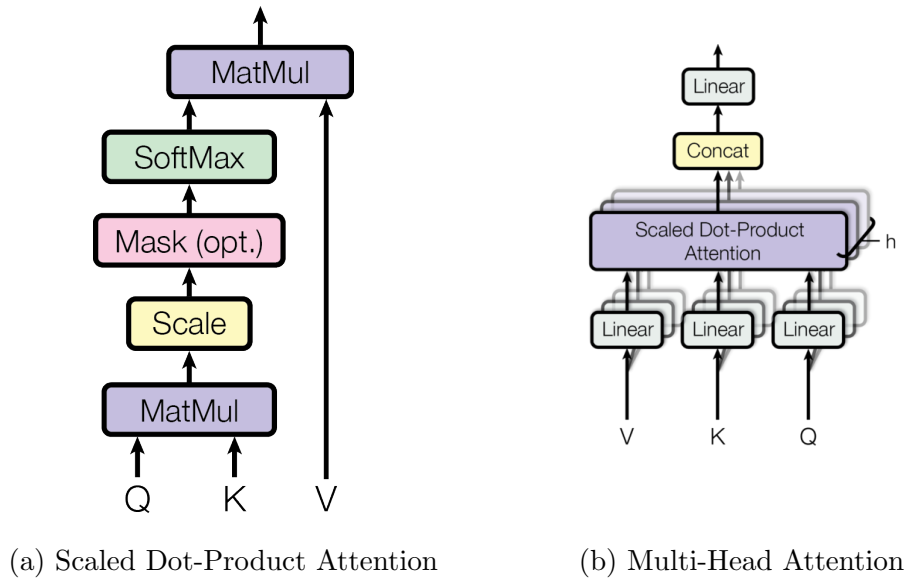 MatMul
SoftMax
Mask (opt.)
Scale
MatMul
Q K V
(a) Scaled Dot-Product Attention
Linear
Concat
Scaled Dot-Product
Attention
h
Linear Linear Linear
V K Q
(b) Multi-Head Attention